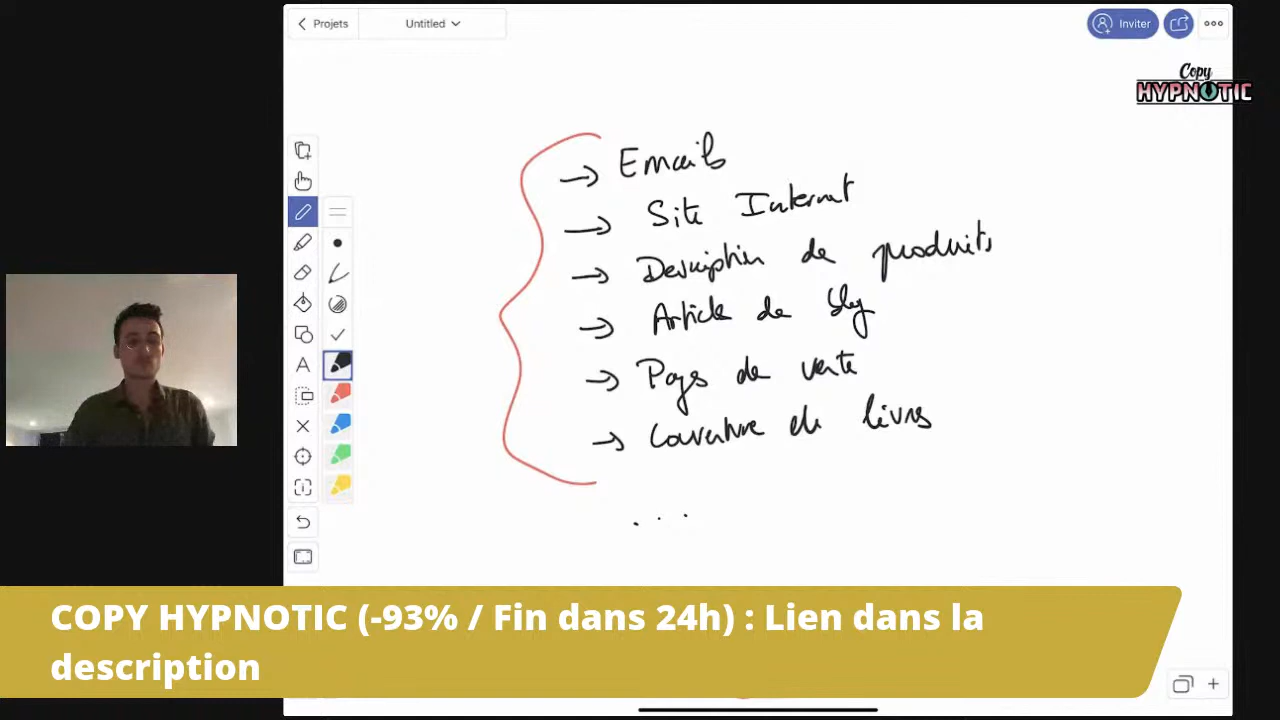 Projets
Untitled
Inviter
Copy
HYPNOTIC
→ Emails
→ Site Internet
→ Description de produits
→ Article de blog
→ Page de vente
→ Couverture de livres
...
COPY HYPNOTIC (-93% / Fin dans 24h) : Lien dans la
description